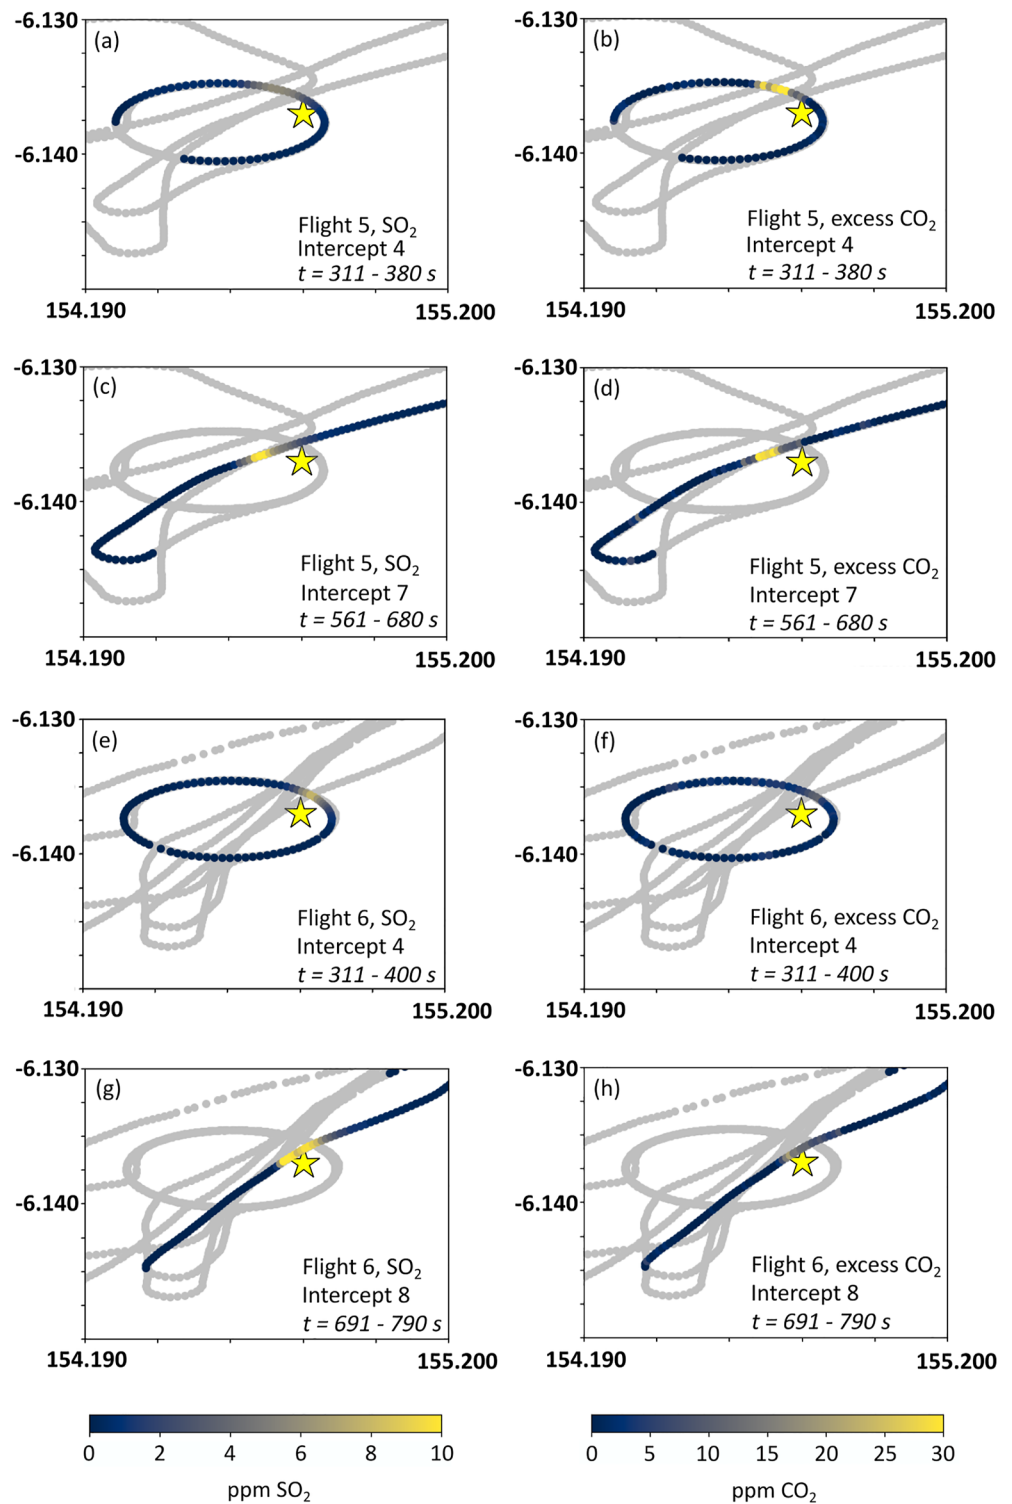 -6.130
(a)
-6.140
Flight 5, SO2
Intercept 4
t = 311 - 380 s
154.190
155.200
-6.130
(b)
-6.140
Flight 5, excess CO2
Intercept 4
t = 311 - 380 s
154.190
155.200
-6.130
(c)
-6.140
Flight 5, SO2
Intercept 7
t = 561 - 680 s
154.190
155.200
-6.130
(d)
-6.140
Flight 5, excess CO2
Intercept 7
t = 561 - 680 s
154.190
155.200
-6.130
(e)
-6.140
Flight 6, SO2
Intercept 4
t = 311 - 400 s
154.190
155.200
-6.130
(f)
-6.140
Flight 6, excess CO2
Intercept 4
t = 311 - 400 s
154.190
155.200
-6.130
(g)
-6.140
Flight 6, SO2
Intercept 8
t = 691 - 790 s
154.190
155.200
-6.130
(h)
-6.140
Flight 6, excess CO2
Intercept 8
t = 691 - 790 s
154.190
155.200
0 2 4 6 8 10
ppm SO2
0 5 10 15 20 25 30
ppm CO2